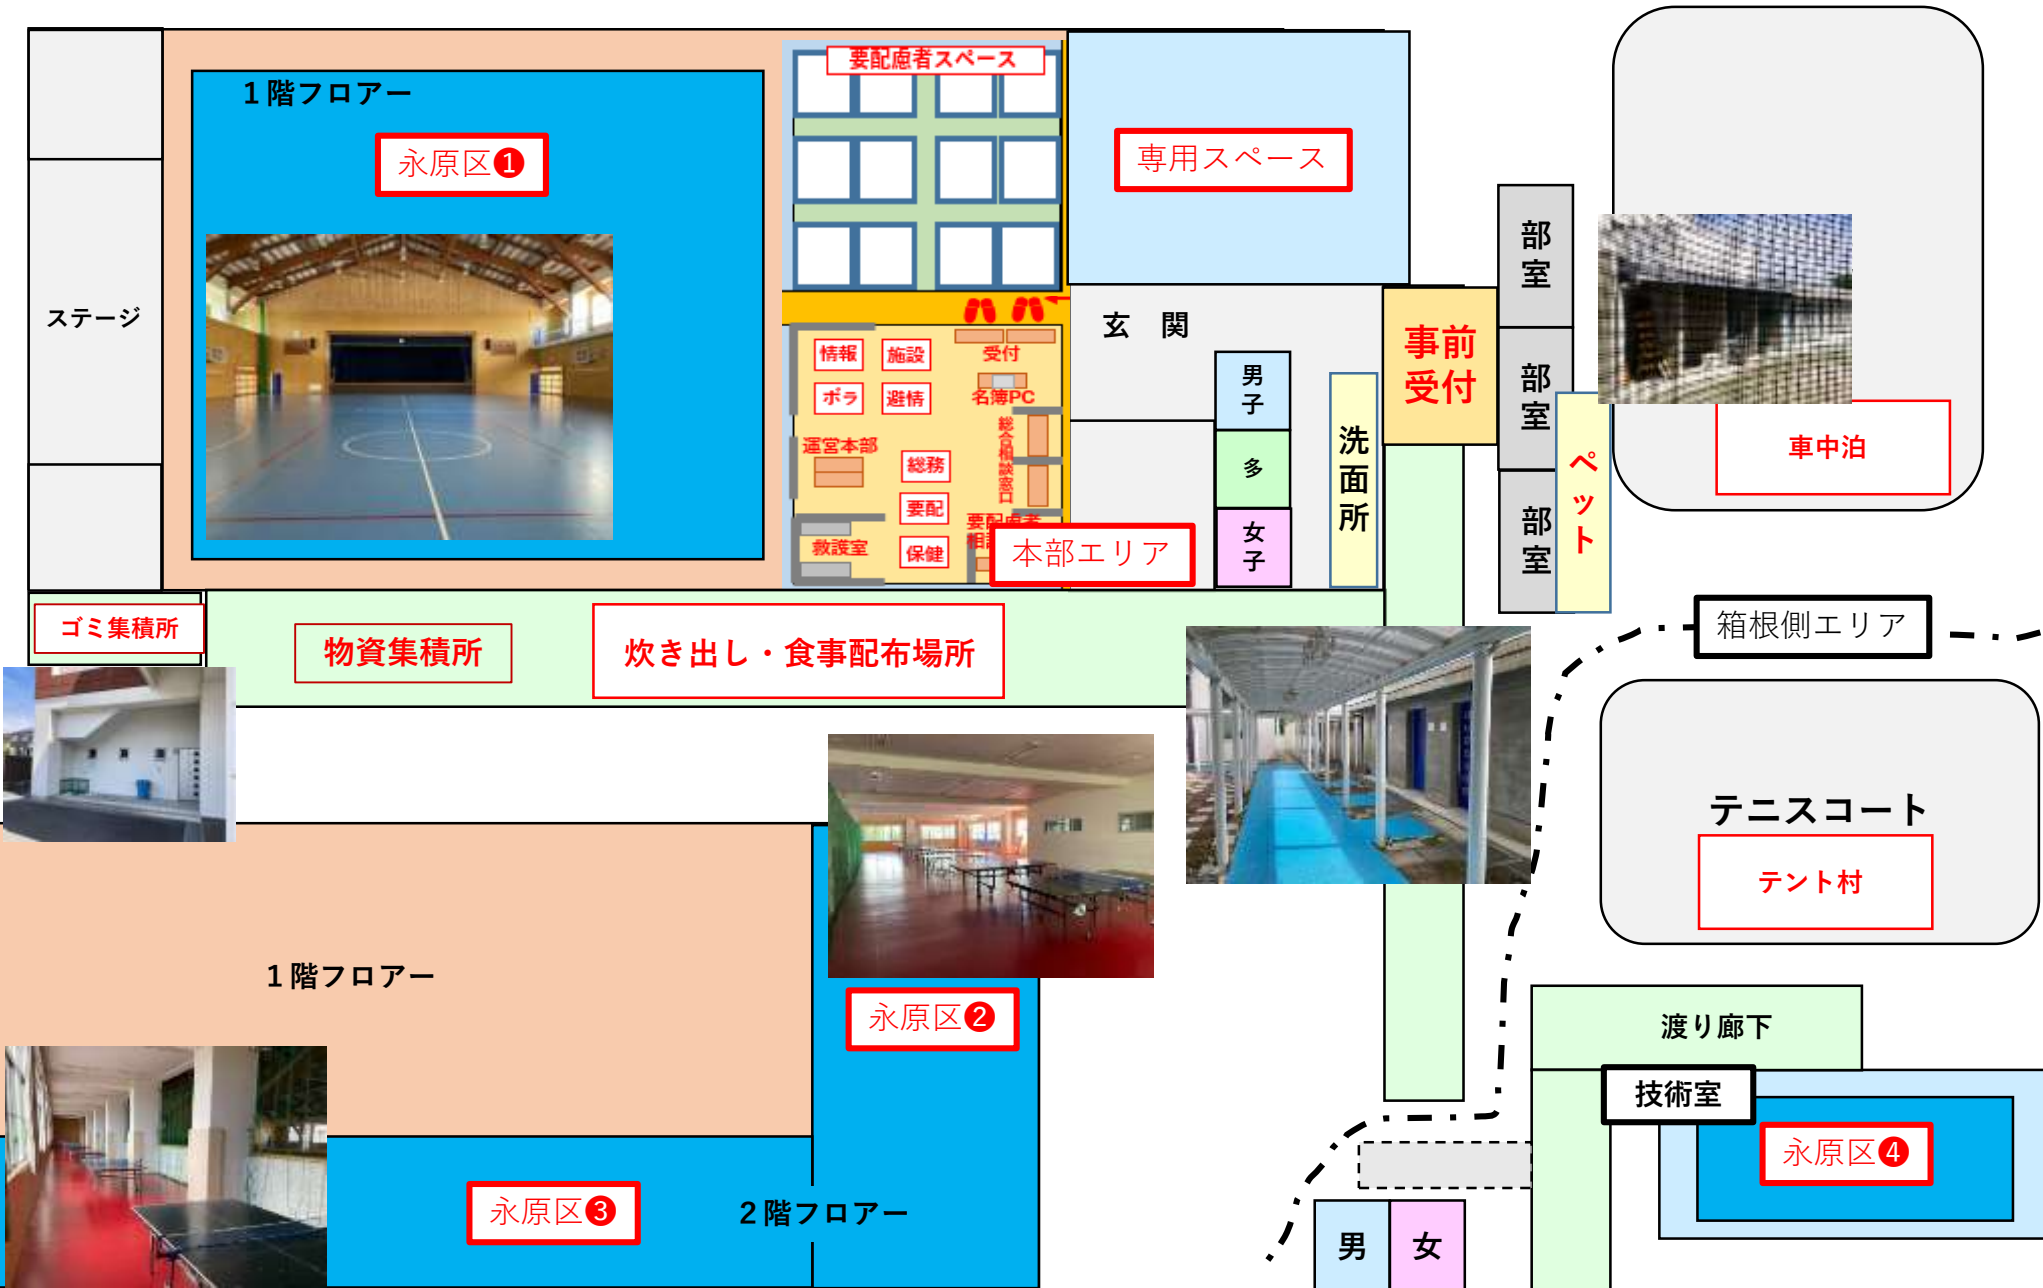 要配慮者スペース
1階フロアー
永原区❶
専用スペース
ステージ
部室
部室
部室
玄 関
事前
受付
男子
多
女子
洗面所
ペット
車中泊
情報
施設
受付
ボラ
避情
名簿PC
総合相談窓口
運営本部
総務
要配
救護室
保健
要配慮者
相
本部エリア
ゴミ集積所
物資集積所
炊き出し・食事配布場所
箱根側エリア
テニスコート
テント村
1階フロアー
永原区❷
渡り廊下
技術室
永原区❹
永原区❸
2階フロアー
男
女